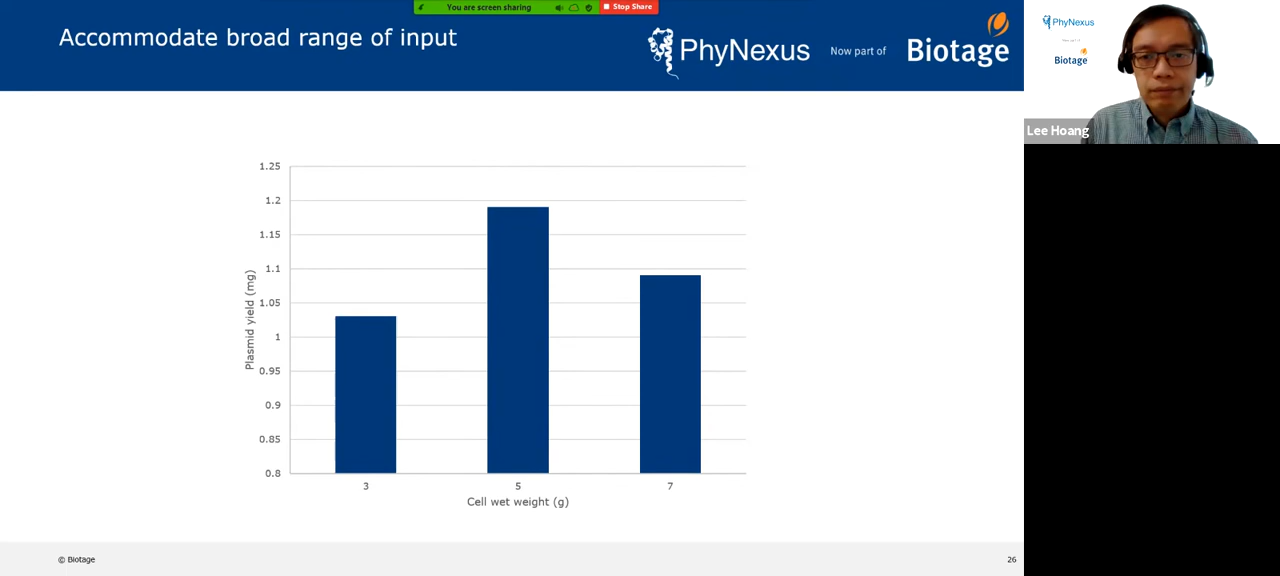 You are screen sharing
Stop Share
Accommodate broad range of input
PhyNexus
Now part of
Biotage
PhyNexus
Biotage
Lee Hoang
1.25
1.2
1.15
1.1
1.05
1
0.95
0.9
0.85
0.8
Plasmid yield (mg)
3 5 7
Cell wet weight (g)
© Biotage
26